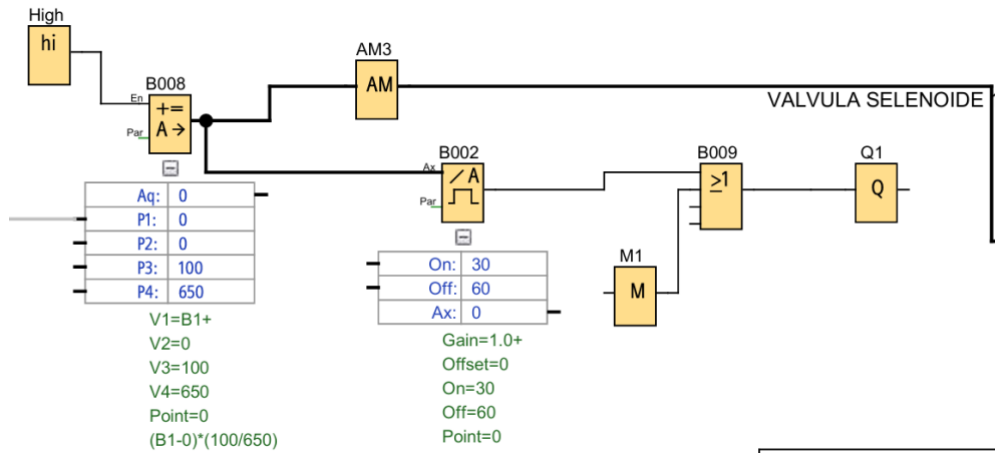 High
hi
B008
En
+=
A→
Par
AM3
AM
VALVULA SELENOIDE
Aq: 0
P1: 0
P2: 0
P3: 100
P4: 650
V1=B1+
V2=0
V3=100
V4=650
Point=0
(B1-0)*(100/650)
B002
Ax
/A
Par
On: 30
Off: 60
Ax: 0
Gain=1.0+
Offset=0
On=30
Off=60
Point=0
B009
≥1
M1
M
Q1
Q